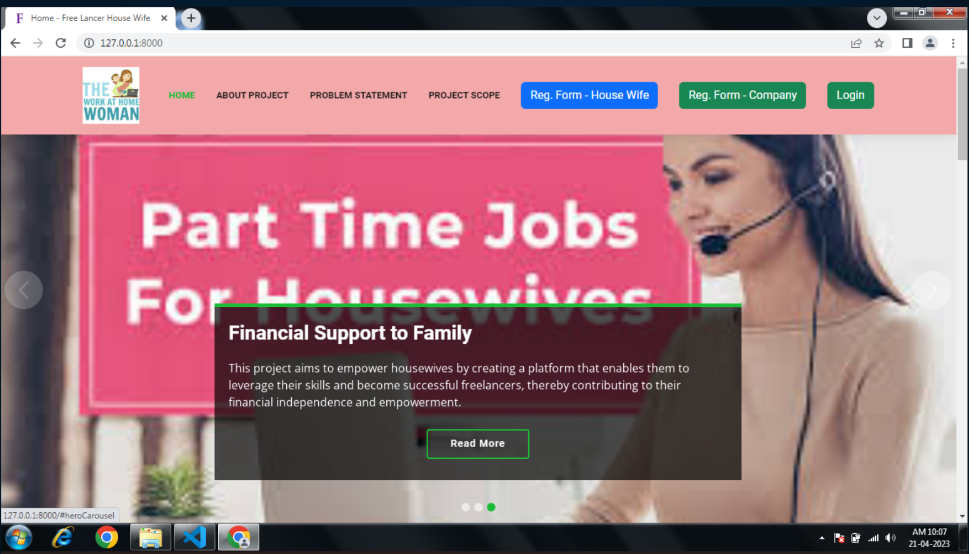 F Home - Free Lancer House Wife
127.0.0.1:8000
THE
WORK AT HOME
WOMAN
HOME ABOUT PROJECT PROBLEM STATEMENT PROJECT SCOPE Reg. Form - House Wife Reg. Form - Company Login
Part Time Jobs
For Housewives
Financial Support to Family
This project aims to empower housewives by creating a platform that enables them to
leverage their skills and become successful freelancers, thereby contributing to their
financial independence and empowerment.
Read More
127.0.0.1:8000/#heroCarousel
AM 10:07
21-04-2023